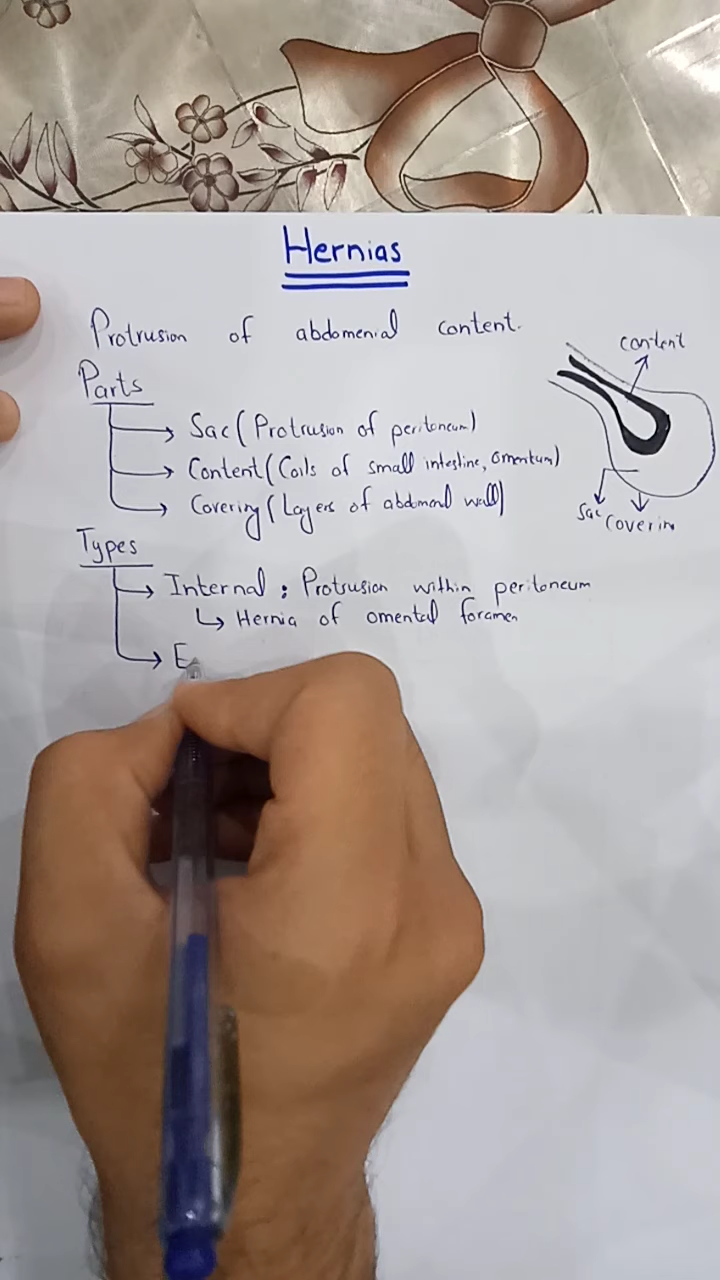 Hernias
Protrusion of abdomenial content.
content
Parts
Sac (Protrusion of peritoneum)
Content (Coils of small intestine, Omentum)
Covering (Layers of abdomenal wall)
Sac Coverin
Types
Internal : Protrusion within peritoneum
Hernia of omental foramen
E